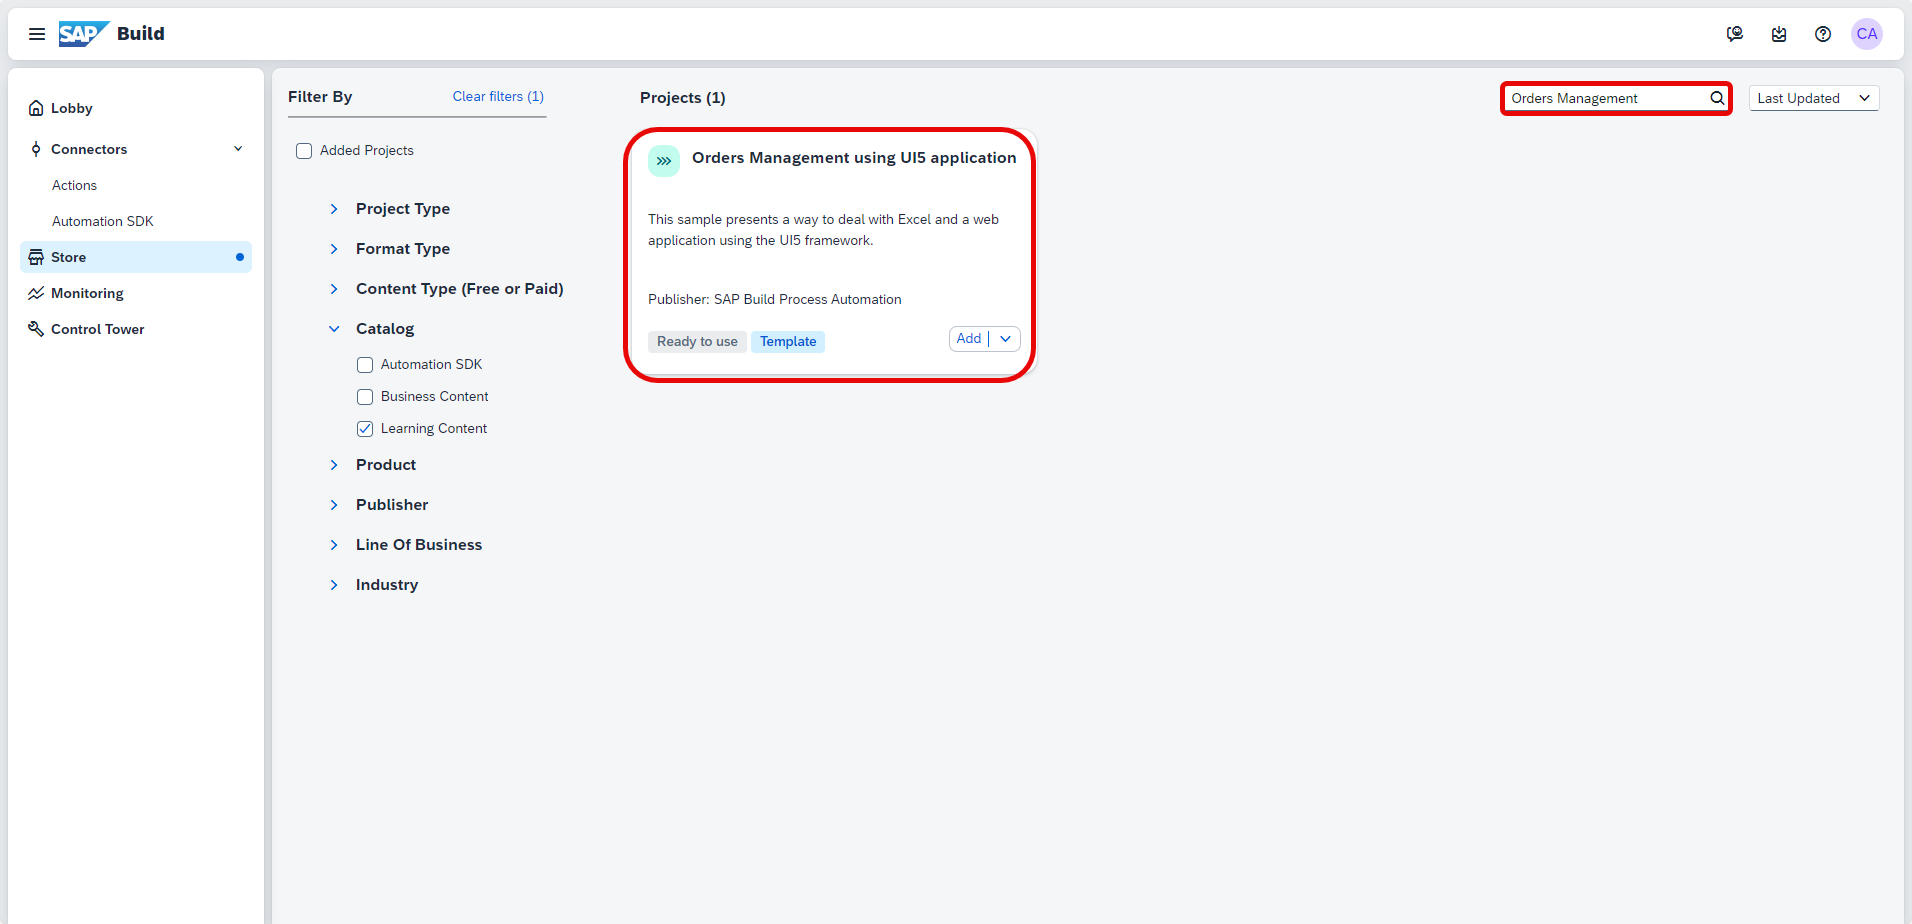 SAP Build
CA
Lobby
Connectors
Actions
Automation SDK
Store
Monitoring
Control Tower
Filter By
Clear filters (1)
Added Projects
Project Type
Format Type
Content Type (Free or Paid)
Catalog
Automation SDK
Business Content
Learning Content
Product
Publisher
Line Of Business
Industry
Projects (1)
Orders Management
Last Updated
Orders Management using UI5 application
This sample presents a way to deal with Excel and a web
application using the UI5 framework.
Publisher: SAP Build Process Automation
Ready to use
Template
Add